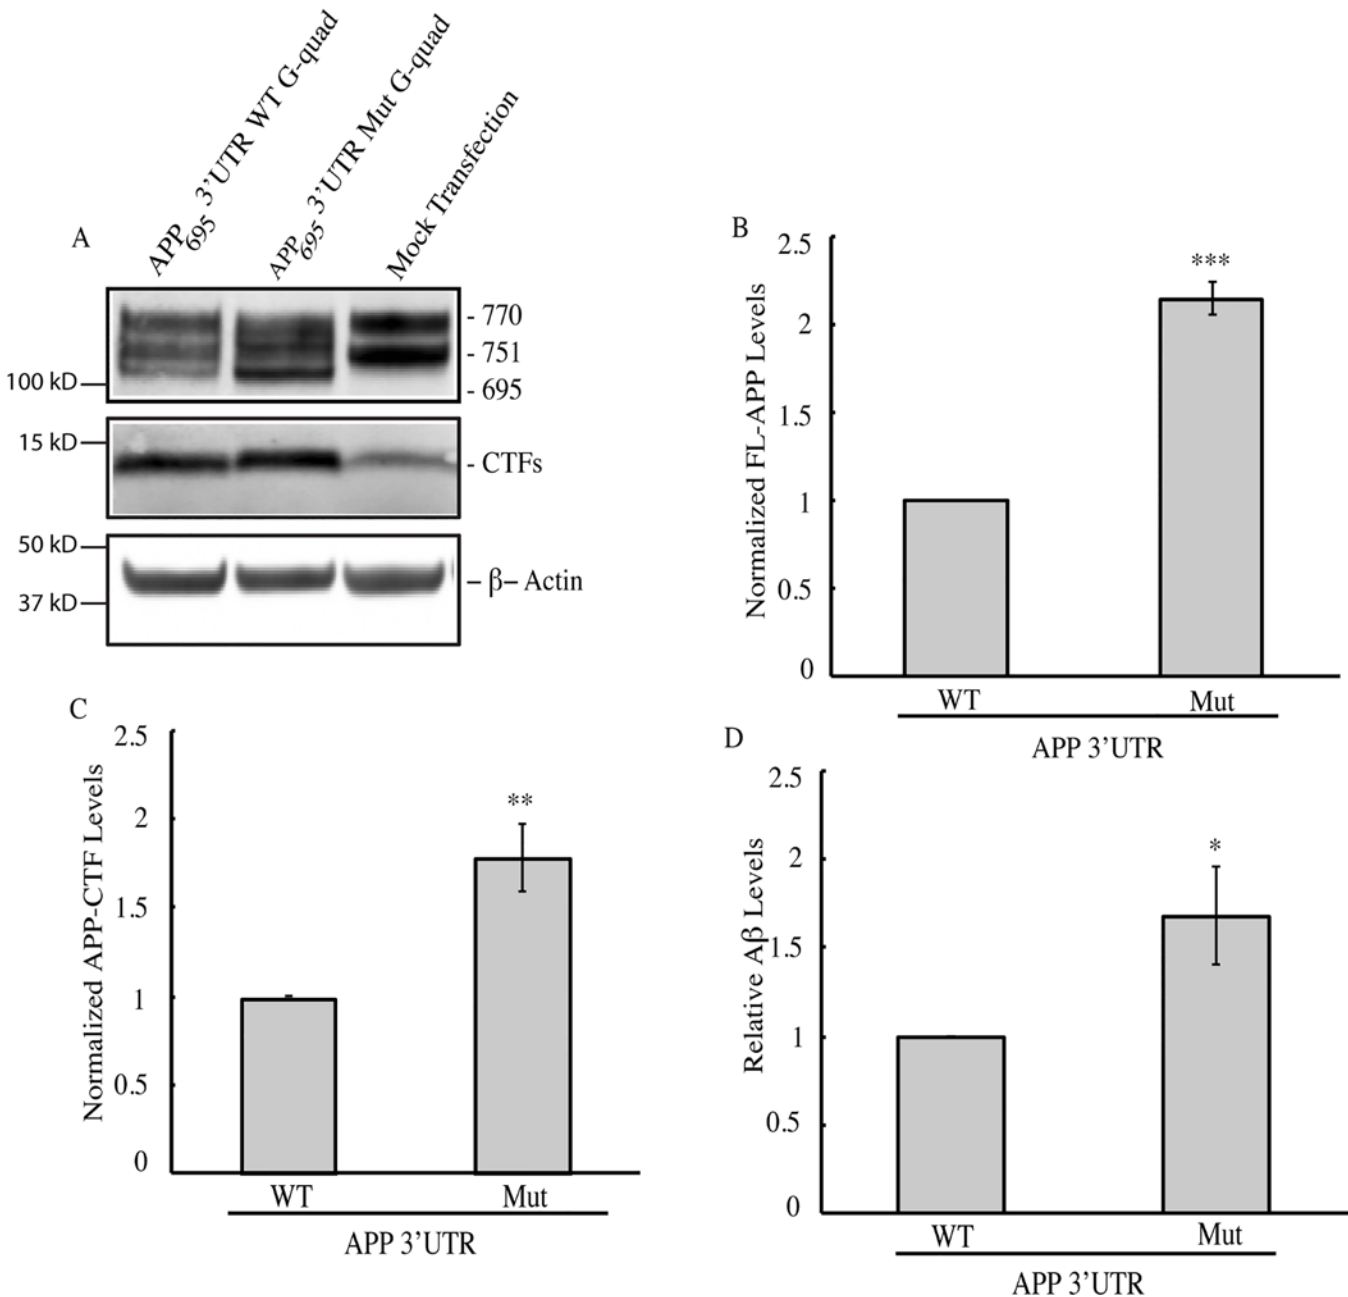 APP695 3’UTR WT G-quad
APP695 3’UTR Mut G-quad
Mock Transfection
A
- 770
- 751
100 kD
- 695
15 kD
- CTFs
50 kD
– β– Actin
37 kD
B
Normalized FL-APP Levels
2.5
2
1.5
1
0.5
0
***
WT
Mut
APP 3’UTR
C
Normalized APP-CTF Levels
2.5
2
1.5
1
0.5
0
**
WT
Mut
APP 3’UTR
D
Relative Aβ Levels
2.5
2
1.5
1
0.5
0
*
WT
Mut
APP 3’UTR